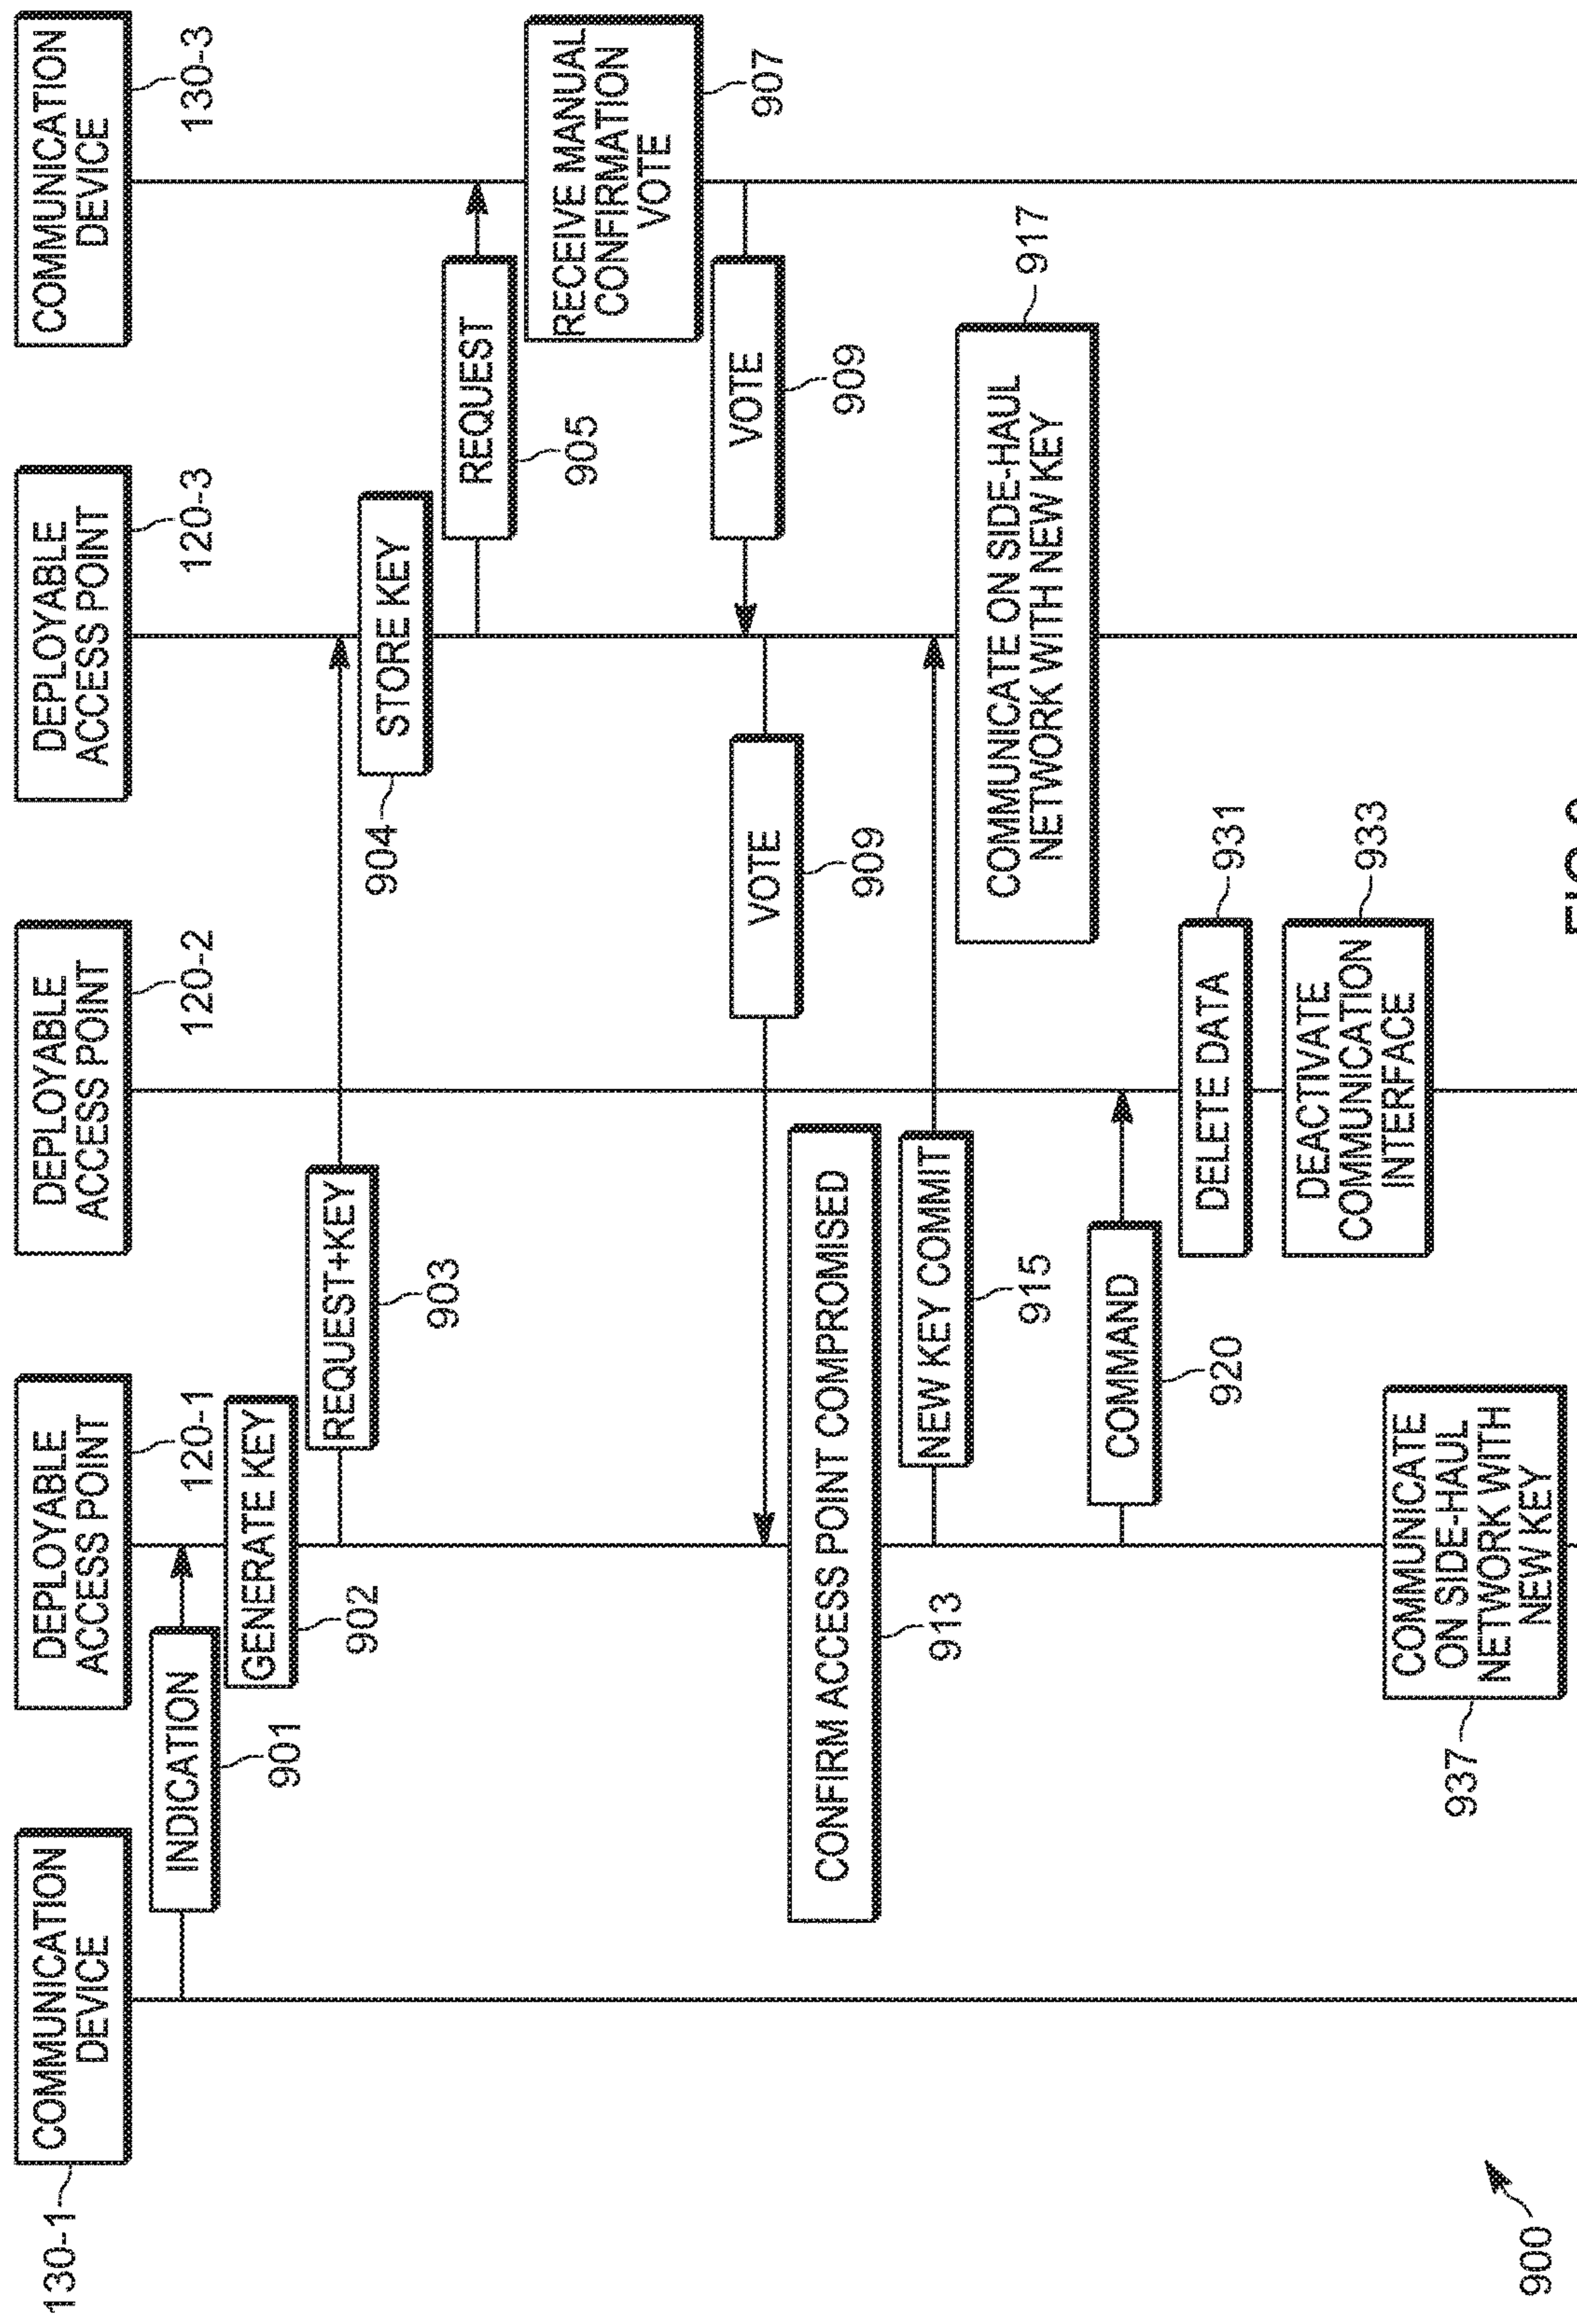 130-1
COMMUNICATION
DEVICE
DEPLOYABLE
ACCESS POINT
120-1
DEPLOYABLE
ACCESS POINT
120-2
DEPLOYABLE
ACCESS POINT
120-3
COMMUNICATION
DEVICE
130-3
INDICATION
901
GENERATE KEY
902
REQUEST+KEY
903
STORE KEY
904
REQUEST
905
RECEIVE MANUAL
CONFIRMATION
VOTE
907
VOTE
909
VOTE
909
CONFIRM ACCESS POINT COMPROMISED
913
NEW KEY COMMIT
915
COMMUNICATE ON SIDE-HAUL
NETWORK WITH NEW KEY
917
COMMAND
920
DELETE DATA
931
DEACTIVATE
COMMUNICATION
INTERFACE
933
COMMUNICATE
ON SIDE-HAUL
NETWORK WITH
NEW KEY
937
900